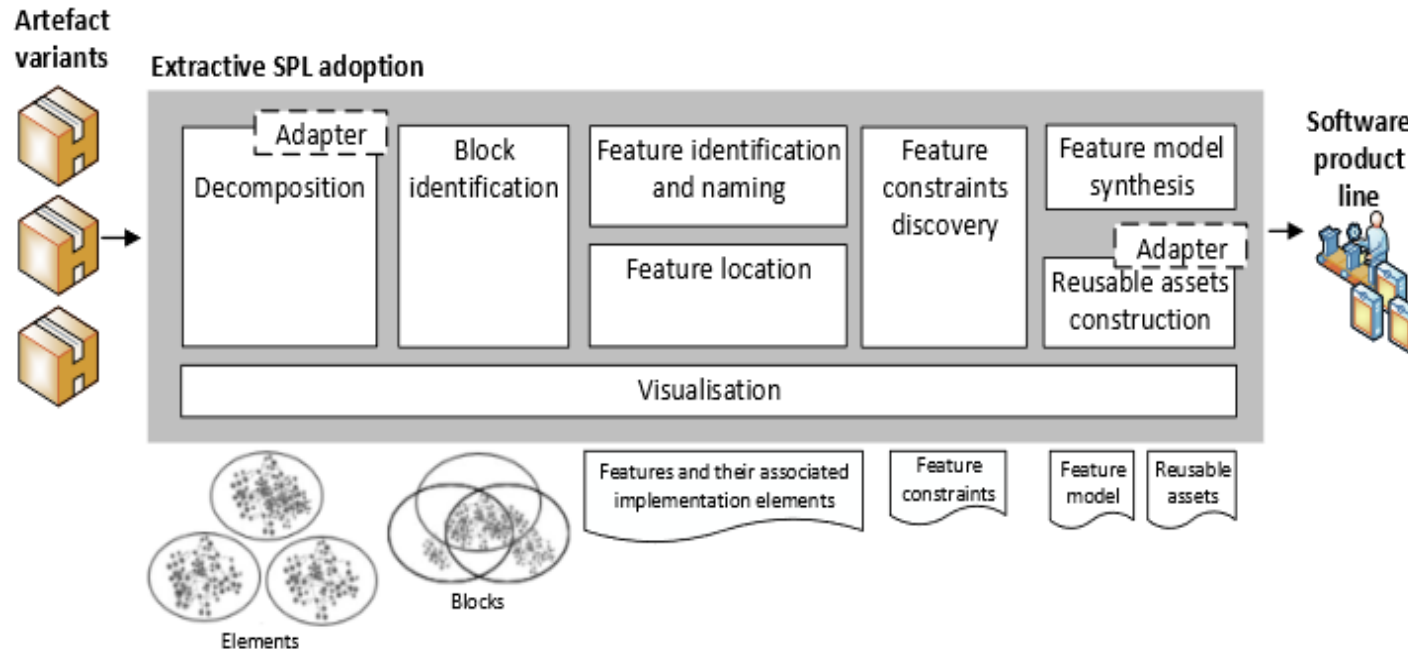 Artefact
variants
Extractive SPL adoption
Adapter
Decomposition
Block
identification
Feature identification
and naming
Feature location
Feature
constraints
discovery
Feature model
synthesis
Adapter
Reusable assets
construction
Visualisation
Software
product
line
Elements
Blocks
Features and their associated
implementation elements
Feature
constraints
Feature
model
Reusable
assets